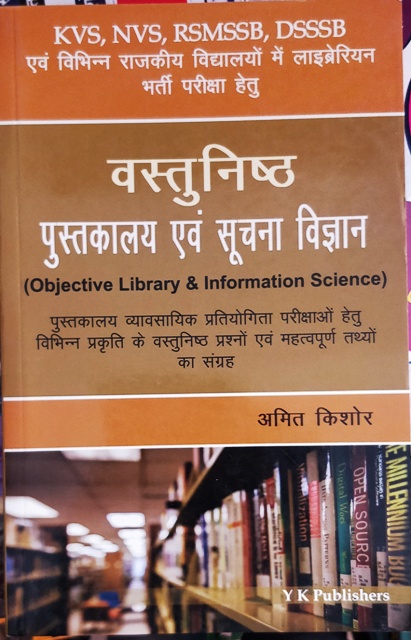 KVS, NVS, RSMSSB, DSSSB
एवं विभिन्न राजकीय विद्यालयों में लाइब्रेरियन
भर्ती परीक्षा हेतु
वस्तुनिष्ठ
पुस्तकालय एवं सूचना विज्ञान
(Objective Library & Information Science)
पुस्तकालय व्यावसायिक प्रतियोगिता परीक्षाओं हेतु
विभिन्न प्रकृति के वस्तुनिष्ठ प्रश्नों एवं महत्वपूर्ण तथ्यों
का संग्रह
अमित किशोर
OPEN SOURC
Y K Publishers